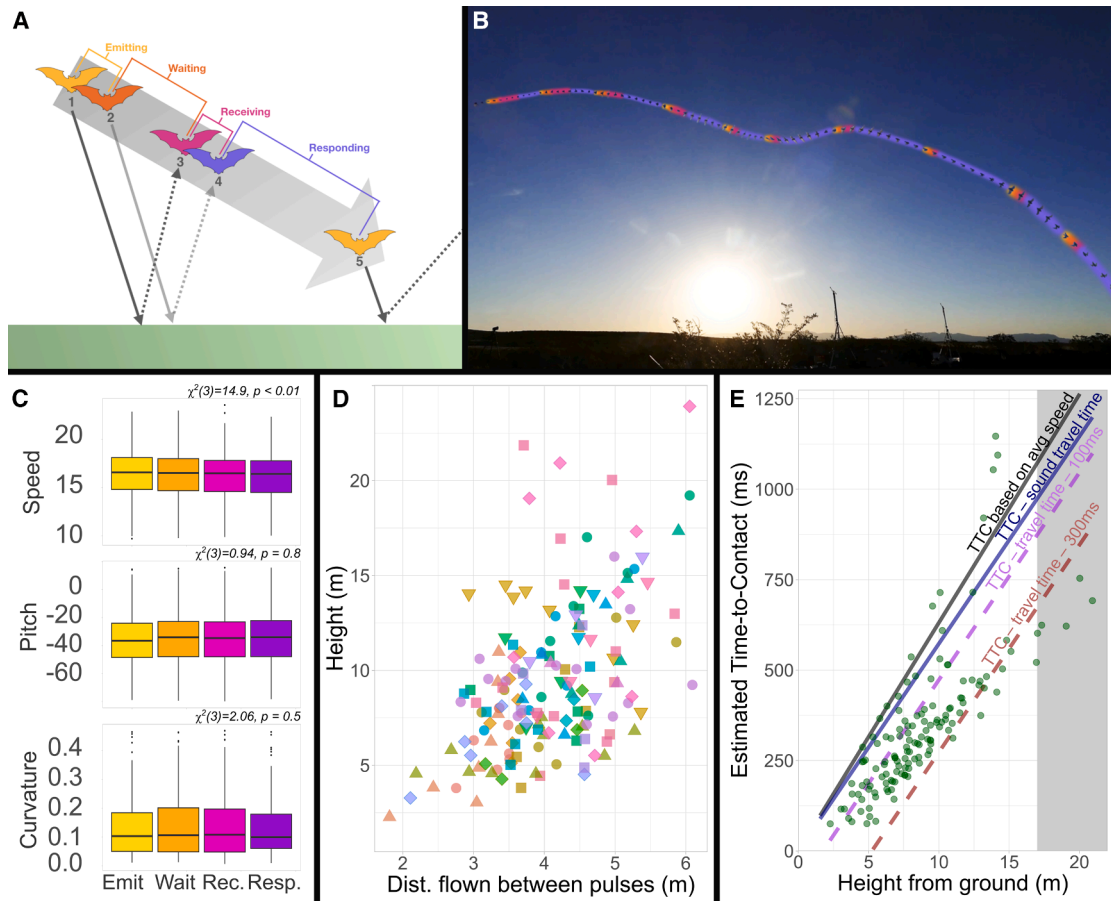 A
Emitting
Waiting
Receiving
Responding
1
2
3
4
5
B
C
χ²(3)=14.9, p < 0.01
Speed
20
15
10
χ²(3)=0.94, p = 0.8
Pitch
0
-20
-40
-60
χ²(3)=2.06, p = 0.5
Curvature
0.4
0.3
0.2
0.1
0.0
Emit Wait Rec. Resp.
D
Height (m)
20
15
10
5
2 3 4 5 6
Dist. flown between pulses (m)
E
Estimated Time-to-Contact (ms)
1250
1000
750
500
250
0
TTC based on avg speed
TTC – sound travel time
TTC – travel time – 100ms
TTC – travel time – 300ms
0 5 10 15 20
Height from ground (m)